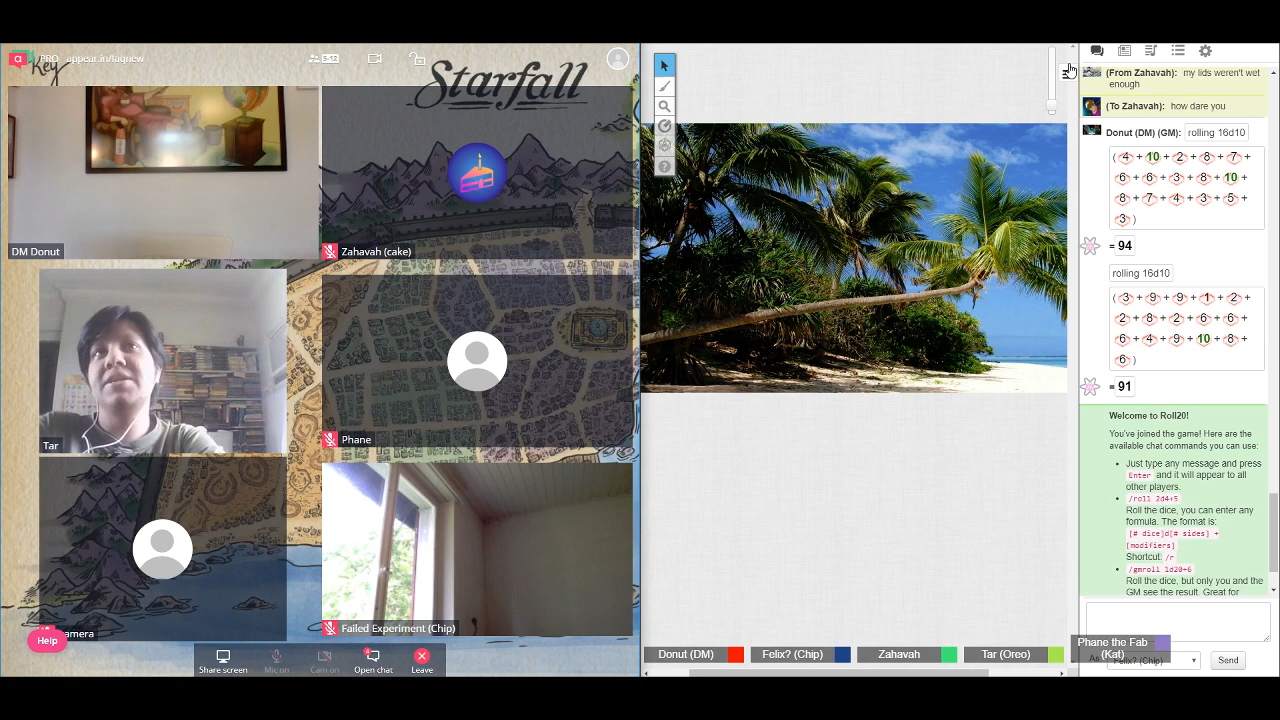 Key
PRO appear.in/faqnew
5-12
Starfall
DM Donut
Zahavah (cake)
Tar
Phane
amera
Failed Experiment (Chip)
Help
Share screen
Mic on
Cam on
Open chat
Leave
Donut (DM)
Felix? (Chip)
Zahavah
Tar (Oreo)
Phane the Fab
(Kat)
(From Zahavah): my lids weren't wet
enough
(To Zahavah): how dare you
Donut (DM) (GM): rolling 16d10
(4+10+2+8+7+
6+6+3+8+10+
8+7+4+3+5+
3)
= 94
rolling 16d10
(3+9+9+1+2+
2+8+2+6+6+
6+4+9+10+8+
6)
= 91
Welcome to Roll20!
You've joined the game! Here are the
available chat commands you can use:
• Just type any message and press
Enter and it will appear to all
other players.
• /roll 2d4+5
Roll the dice, you can enter any
formula. The format is:
[# dice]d[# sides] +
[modifiers]
Shortcut: /r
• /gmroll 1d20+6
Roll the dice, but only you and the
GM see the result. Great for
As
Felix? (Chip)
Send